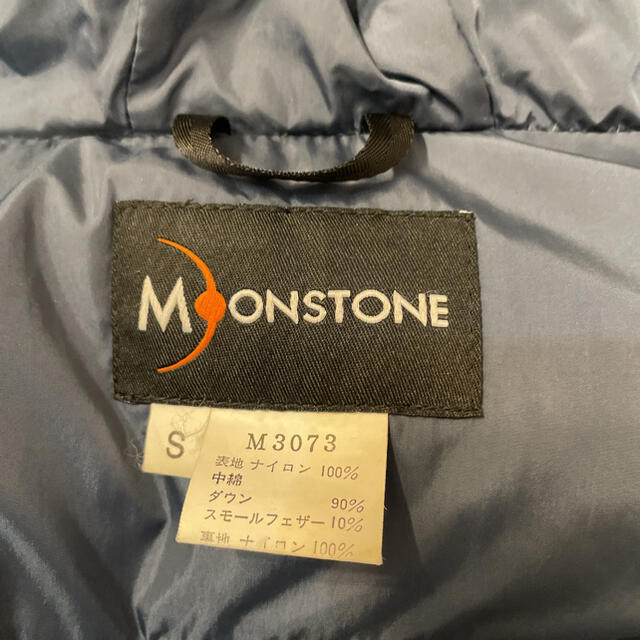 MOONSTONE
S
M3073
表地 ナイロン 100%
中綿
ダウン 90%
スモールフェザー 10%
裏地 ナイロン 100%